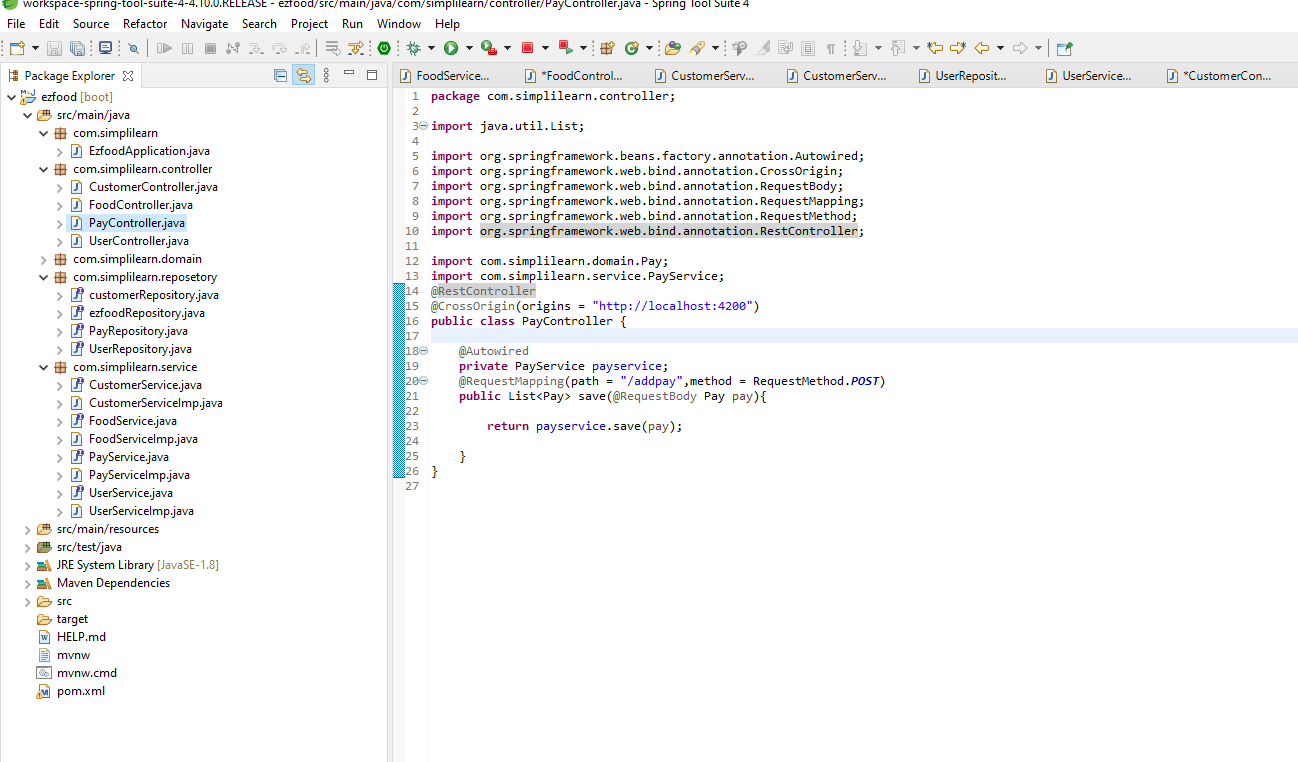 workspace-spring-tool-suite-4-4.10.0.RELEASE - ezfood/src/main/java/com/simplilearn/controller/PayController.java - Spring Tool Suite 4
File Edit Source Refactor Navigate Search Project Run Window Help
Package Explorer
FoodService... *FoodControl... CustomerServ... CustomerServ... UserReposit... UserService... *CustomerCon...
ezfood [boot]
src/main/java
com.simplilearn
EzfoodApplication.java
com.simplilearn.controller
CustomerController.java
FoodController.java
PayController.java
UserController.java
com.simplilearn.domain
com.simplilearn.reposetory
customerRepository.java
ezfoodRepository.java
PayRepository.java
UserRepository.java
com.simplilearn.service
CustomerService.java
CustomerServiceImp.java
FoodService.java
FoodServiceImp.java
PayService.java
PayServiceImp.java
UserService.java
UserServiceImp.java
src/main/resources
src/test/java
JRE System Library [JavaSE-1.8]
Maven Dependencies
src
target
HELP.md
mvnw
mvnw.cmd
pom.xml
1 package com.simplilearn.controller;
2
3 import java.util.List;
4
5 import org.springframework.beans.factory.annotation.Autowired;
6 import org.springframework.web.bind.annotation.CrossOrigin;
7 import org.springframework.web.bind.annotation.RequestBody;
8 import org.springframework.web.bind.annotation.RequestMapping;
9 import org.springframework.web.bind.annotation.RequestMethod;
10 import org.springframework.web.bind.annotation.RestController;
11
12 import com.simplilearn.domain.Pay;
13 import com.simplilearn.service.PayService;
14 @RestController
15 @CrossOrigin(origins = "http://localhost:4200")
16 public class PayController {
17
18 @Autowired
19 private PayService payservice;
20 @RequestMapping(path = "/addpay",method = RequestMethod.POST)
21 public List<Pay> save(@RequestBody Pay pay){
22
23 return payservice.save(pay);
24
25 }
26 }
27